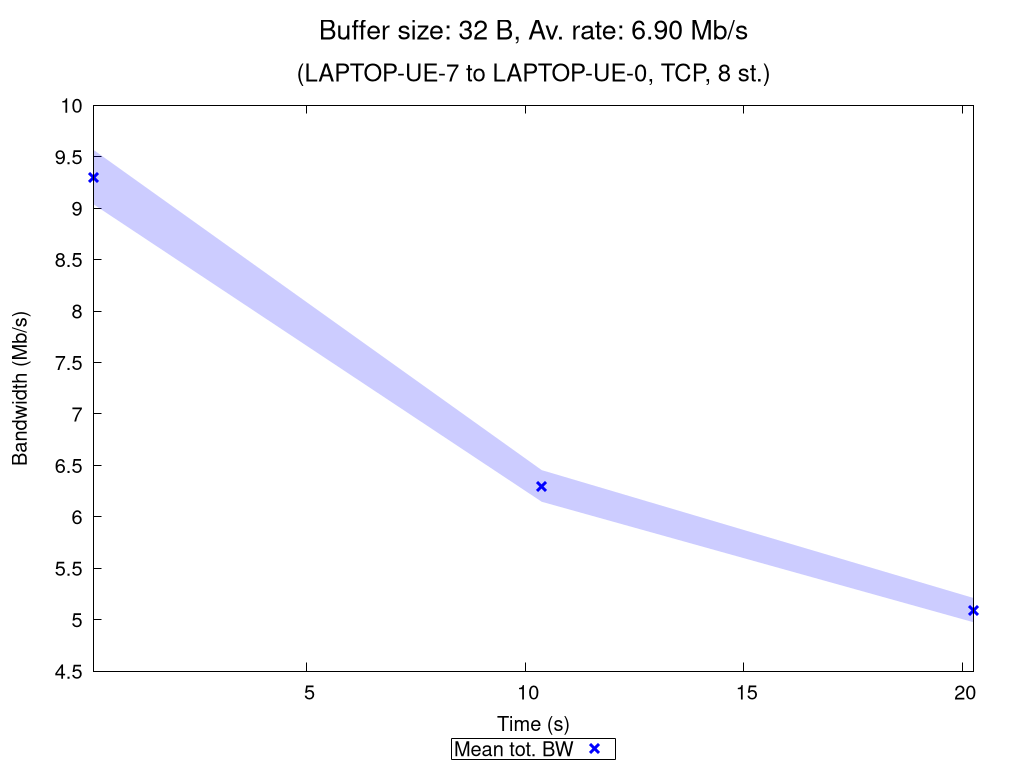 Buffer size: 32 B, Av. rate: 6.90 Mb/s
(LAPTOP-UE-7 to LAPTOP-UE-0, TCP, 8 st.)
10
9.5
9
8.5
8
7.5
7
6.5
6
5.5
5
4.5
Bandwidth (Mb/s)
5 10 15 20
Time (s)
Mean tot. BW